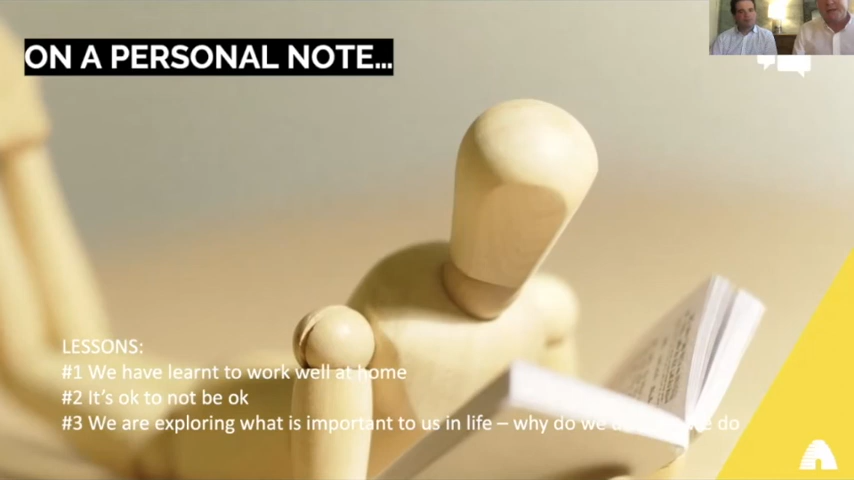 ON A PERSONAL NOTE...
LESSONS:
#1 We have learnt to work well at home
#2 It's ok to not be ok
#3 We are exploring what is important to us in life – why do we do